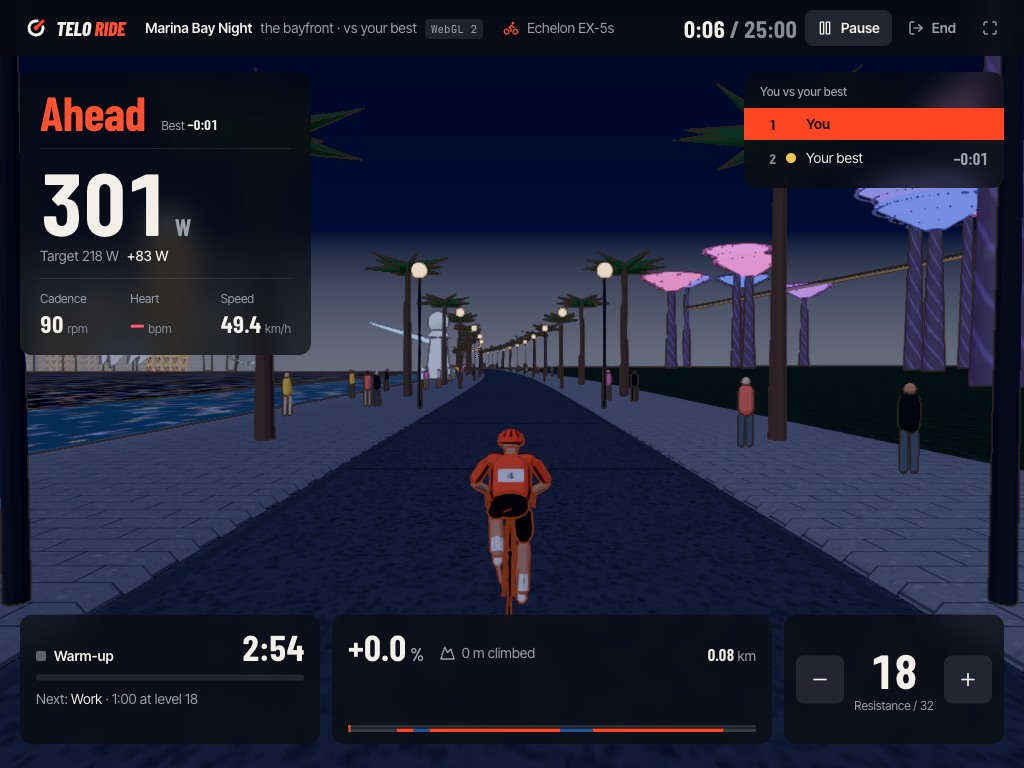 TELO RIDE Marina Bay Night the bayfront · vs your best WebGL 2 Echelon EX-5s 0:06 / 25:00 Pause End
Ahead Best −0:01
301 W
Target 218 W +83 W
Cadence Heart Speed
90 rpm – bpm 49.4 km/h
You vs your best
1 You
2 Your best −0:01
4
Warm-up 2:54
Next: Work · 1:00 at level 18
+0.0 % 0 m climbed 0.08 km
− 18 +
Resistance / 32